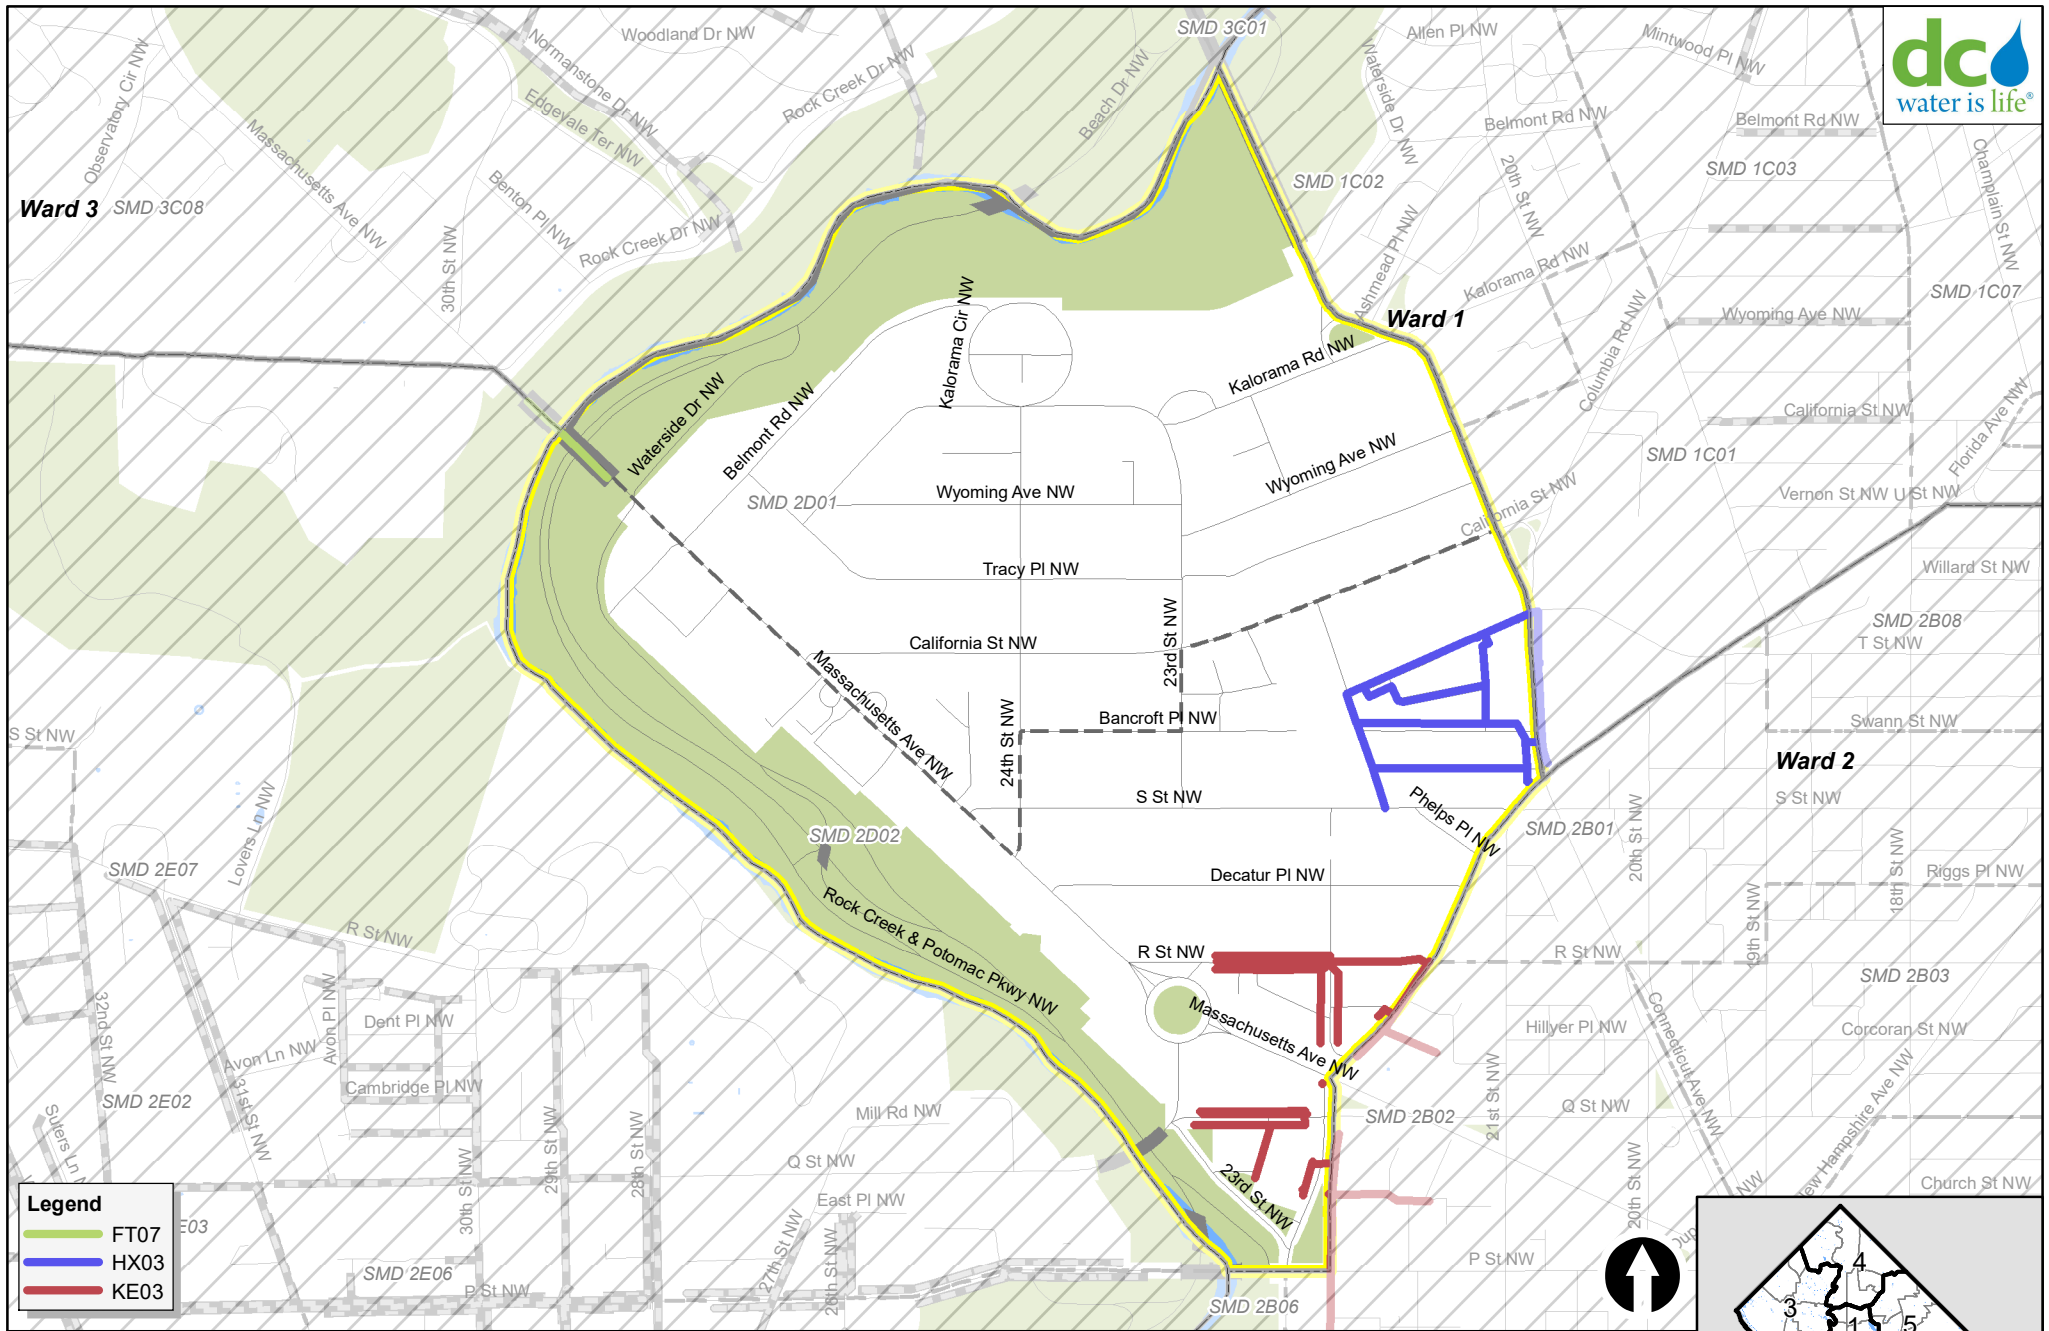 SMD 3C01
Woodland Dr NW
Allen Pl NW
Mintwood Pl NW
Normanstone Dr NW
Observatory Cir NW
Rock Creek Dr NW
Beach Dr NW
Waterside Dr NW
dc
water is life®
Edgevale Ter NW
Massachusetts Ave NW
Belmont Rd NW
Belmont Rd NW
Champlain St NW
20th St NW
SMD 1C03
SMD 1C02
Benton Pl NW
Ward 3
SMD 3C08
Rock Creek Dr NW
30th St NW
Ashmead Pl NW
Kalorama Rd NW
SMD 1C07
Kalorama Cir NW
Ward 1
Wyoming Ave NW
Columbia Rd NW
Kalorama Rd NW
Waterside Dr NW
Belmont Rd NW
California St NW
Florida Ave NW
Wyoming Ave NW
SMD 1C01
SMD 2D01
Wyoming Ave NW
California St NW
Vernon St NW
U St NW
Tracy Pl NW
Willard St NW
23rd St NW
SMD 2B08
T St NW
California St NW
Massachusetts Ave NW
24th St NW
Bancroft Pl NW
Swann St NW
S St NW
Ward 2
S St NW
Phelps Pl NW
S St NW
Lovers Ln NW
SMD 2D02
SMD 2B01
20th St NW
18th St NW
SMD 2E07
Decatur Pl NW
Riggs Pl NW
Rock Creek & Potomac Pkwy NW
R St NW
R St NW
R St NW
19th St NW
SMD 2B03
32nd St NW
Avon Pl NW
Dent Pl NW
Massachusetts Ave NW
Hillyer Pl NW
Connecticut Ave NW
Corcoran St NW
Avon Ln NW
Cambridge Pl NW
31st St NW
SMD 2E02
Mill Rd NW
SMD 2B02
21st St NW
Q St NW
New Hampshire Ave NW
29th St NW
28th St NW
Q St NW
30th St NW
23rd St NW
20th St NW
Church St NW
East Pl NW
27th St NW
26th St NW
P St NW
SMD 2E06
P St NW
SMD 2B06
Legend
FT07
HX03
KE03
4
3
1
5